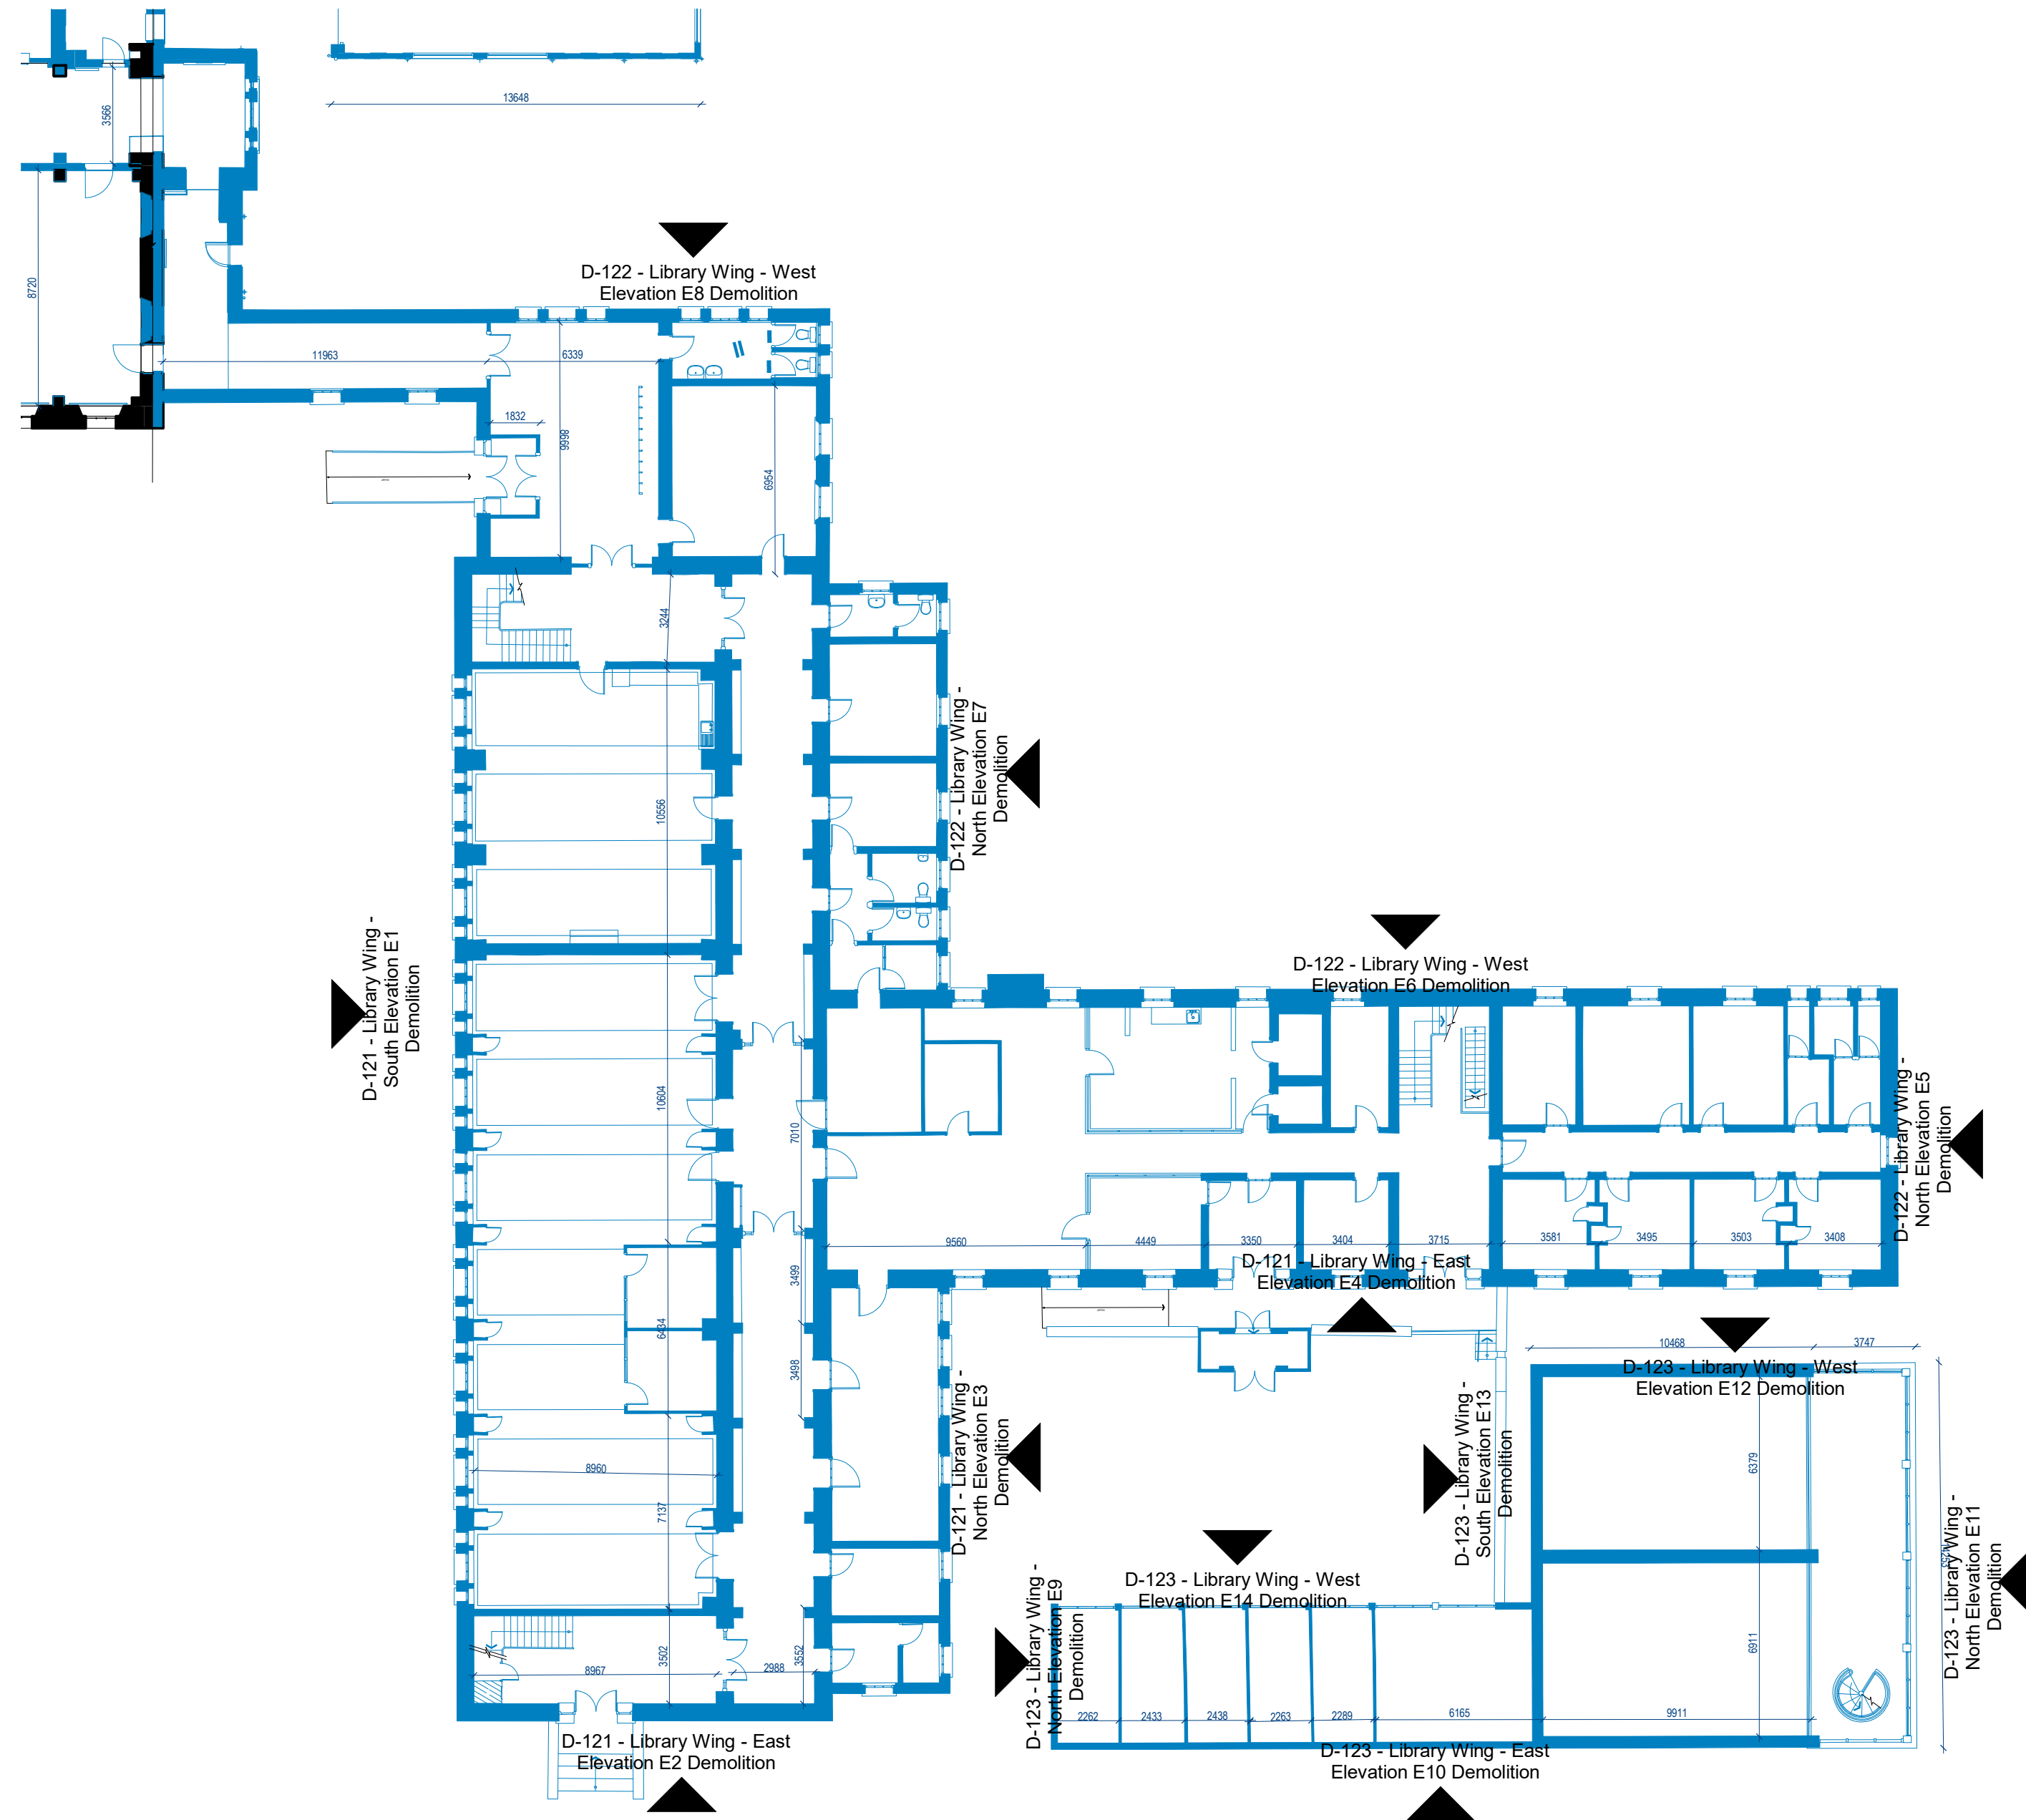 13648
3566
8720
D-122 - Library Wing - West
Elevation E8 Demolition
11963
6339
1832
9998
6954
3244
D-122 - Library Wing -
North Elevation E7
Demolition
10556
D-121 - Library Wing -
South Elevation E1
Demolition
D-122 - Library Wing - West
Elevation E6 Demolition
10604
7010
D-122 - Library Wing -
North Elevation E5
Demolition
9560
4449
3350
3404
3715
3581
3495
3503
3408
D-121 - Library Wing - East
Elevation E4 Demolition
3499
6434
3498
10468
3747
D-123 - Library Wing - West
Elevation E12 Demolition
D-121 - Library Wing -
North Elevation E3
Demolition
D-123 - Library Wing -
South Elevation E13
Demolition
6379
8960
7137
D-123 - Library Wing -
North Elevation E11
Demolition
D-123 - Library Wing - West
Elevation E14 Demolition
D-123 - Library Wing -
North Elevation E9
Demolition
6911
3502
3552
8967
2988
2262
2433
2438
2263
2289
6165
9911
D-121 - Library Wing - East
Elevation E2 Demolition
D-123 - Library Wing - East
Elevation E10 Demolition